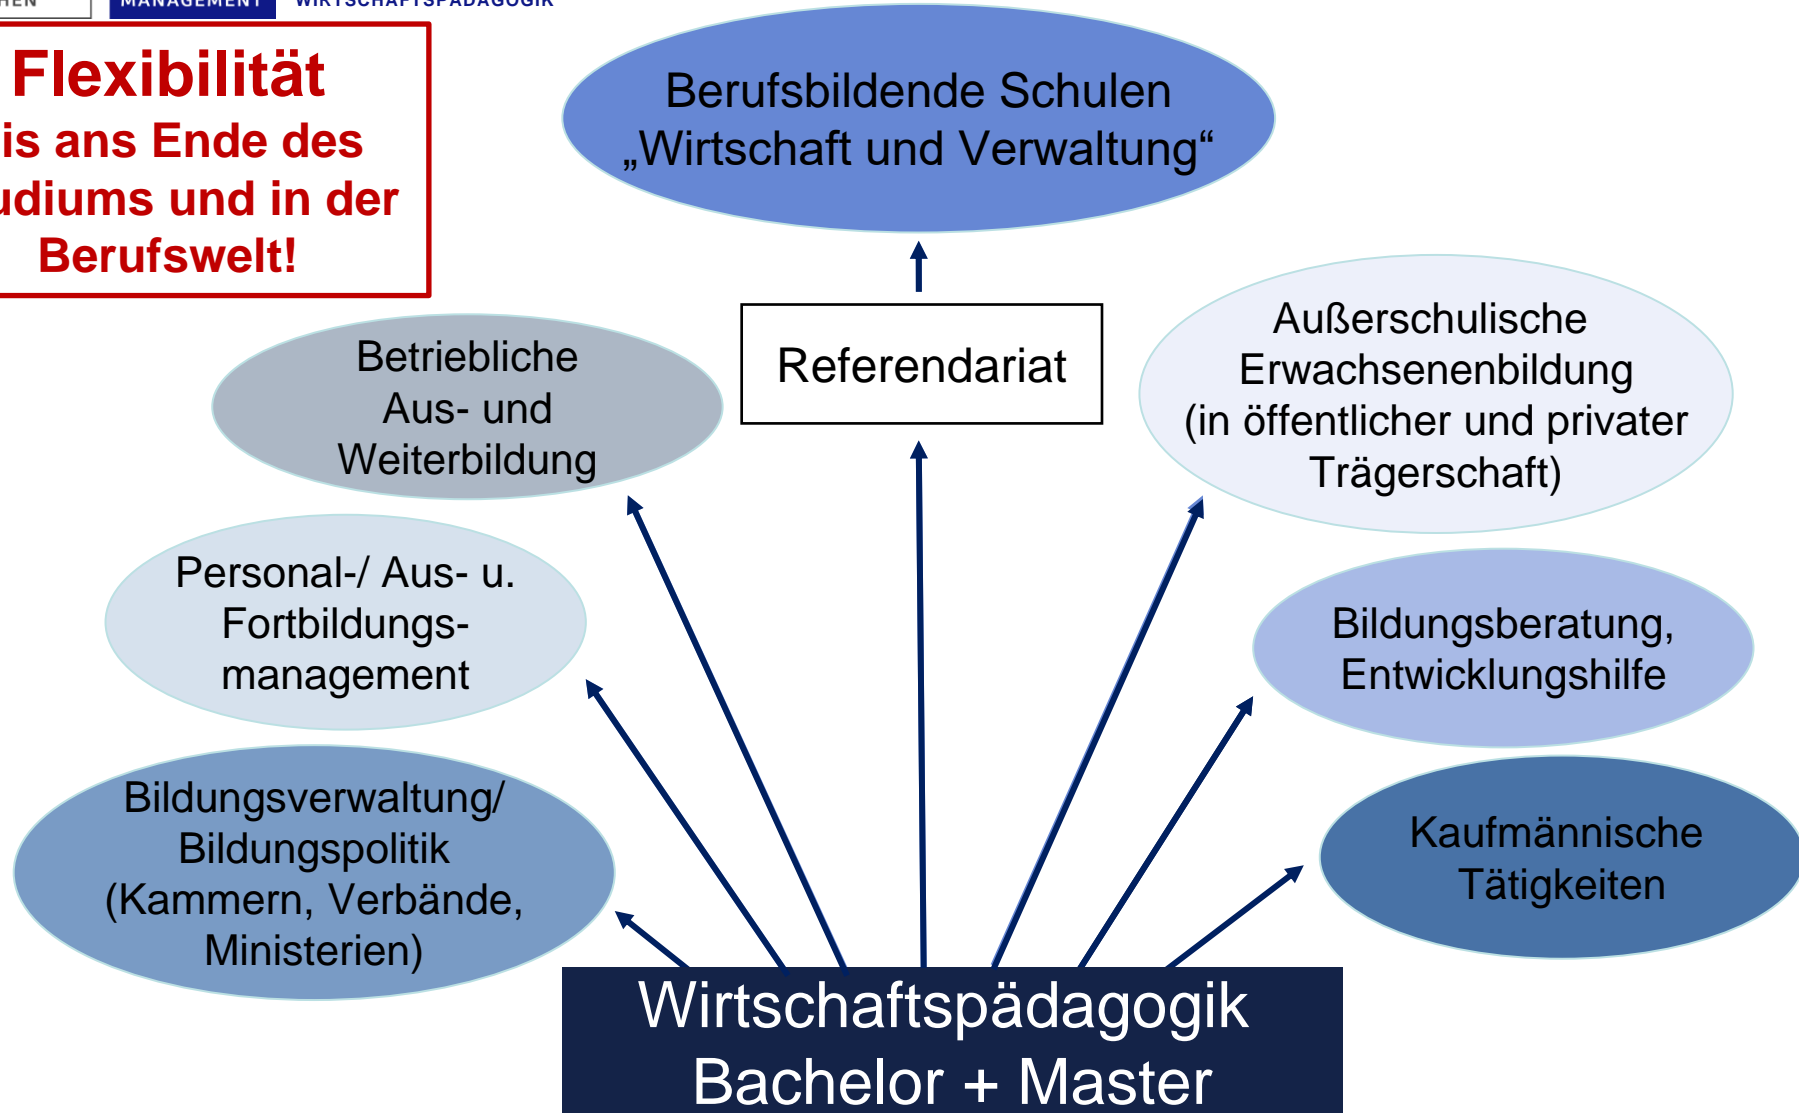 MANAGEMENT
WIRTSCHAFTSPÄDAGOGIK
Flexibilität
is ans Ende des
udiums und in der
Berufswelt!
Berufsbildende Schulen
„Wirtschaft und Verwaltung“
Referendariat
Betriebliche
Aus- und
Weiterbildung
Außerschulische
Erwachsenenbildung
(in öffentlicher und privater
Trägerschaft)
Personal-/ Aus- u.
Fortbildungs-
management
Bildungsberatung,
Entwicklungshilfe
Bildungsverwaltung/
Bildungspolitik
(Kammern, Verbände,
Ministerien)
Kaufmännische
Tätigkeiten
Wirtschaftspädagogik
Bachelor + Master